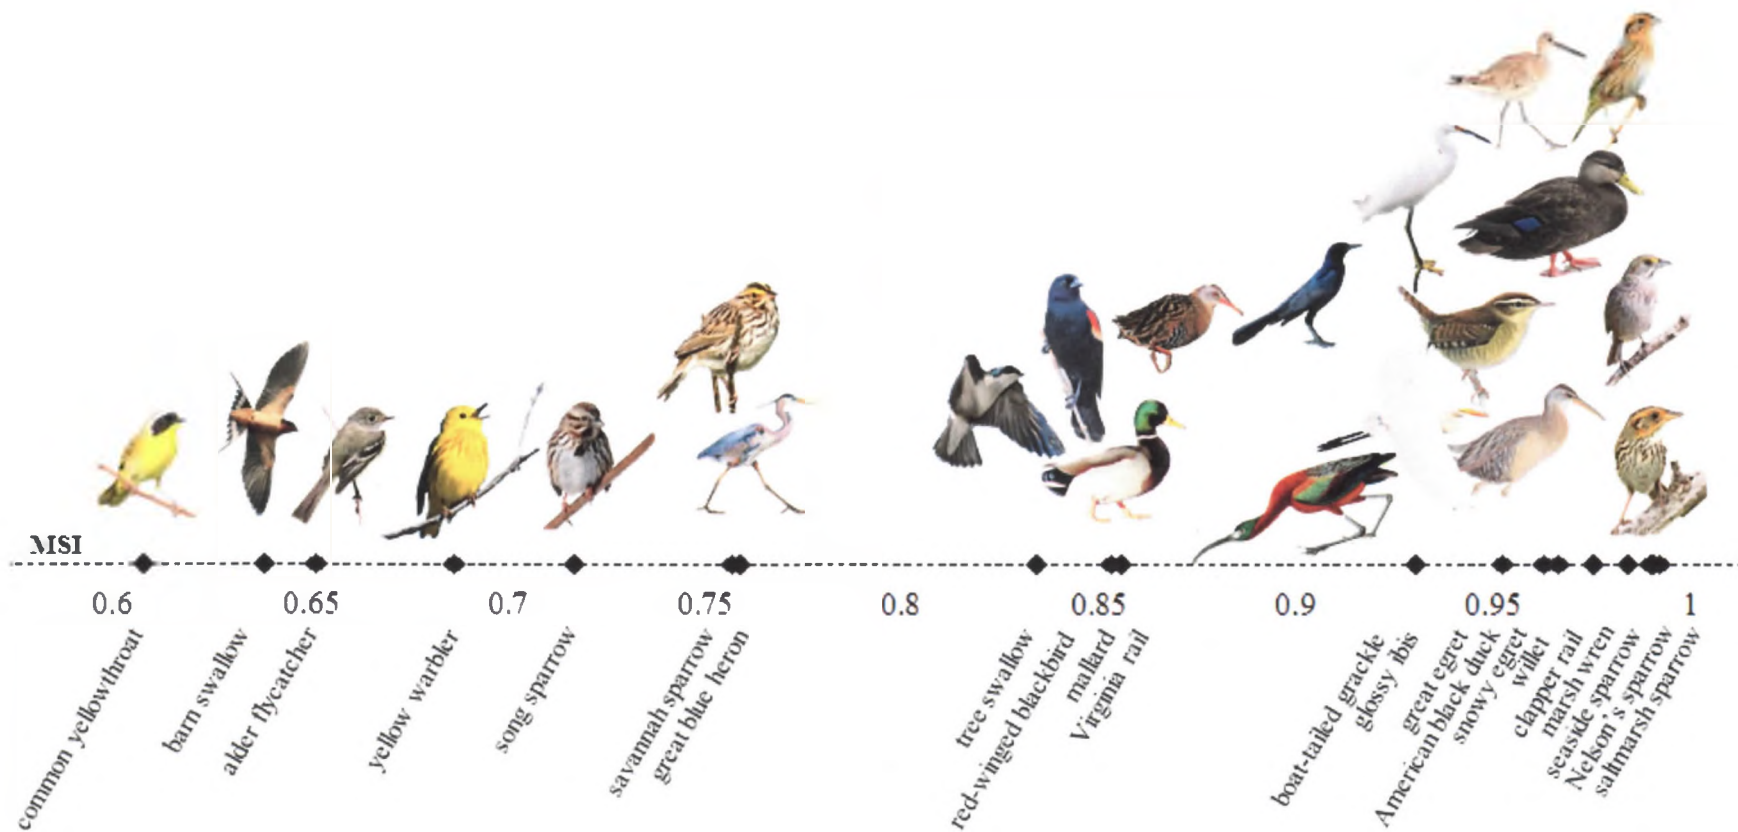 MSI
0.6 0.65 0.7 0.75 0.8 0.85 0.9 0.95 1
common yellowthroat
barn swallow
alder flycatcher
yellow warbler
song sparrow
savannah sparrow
great blue heron
tree swallow
red-winged blackbird
mallard
Virginia rail
boat-tailed grackle
glossy ibis
great egret
American black duck
snowy egret
willet
clapper rail
marsh wren
seaside sparrow
Nelson's sparrow
saltmarsh sparrow